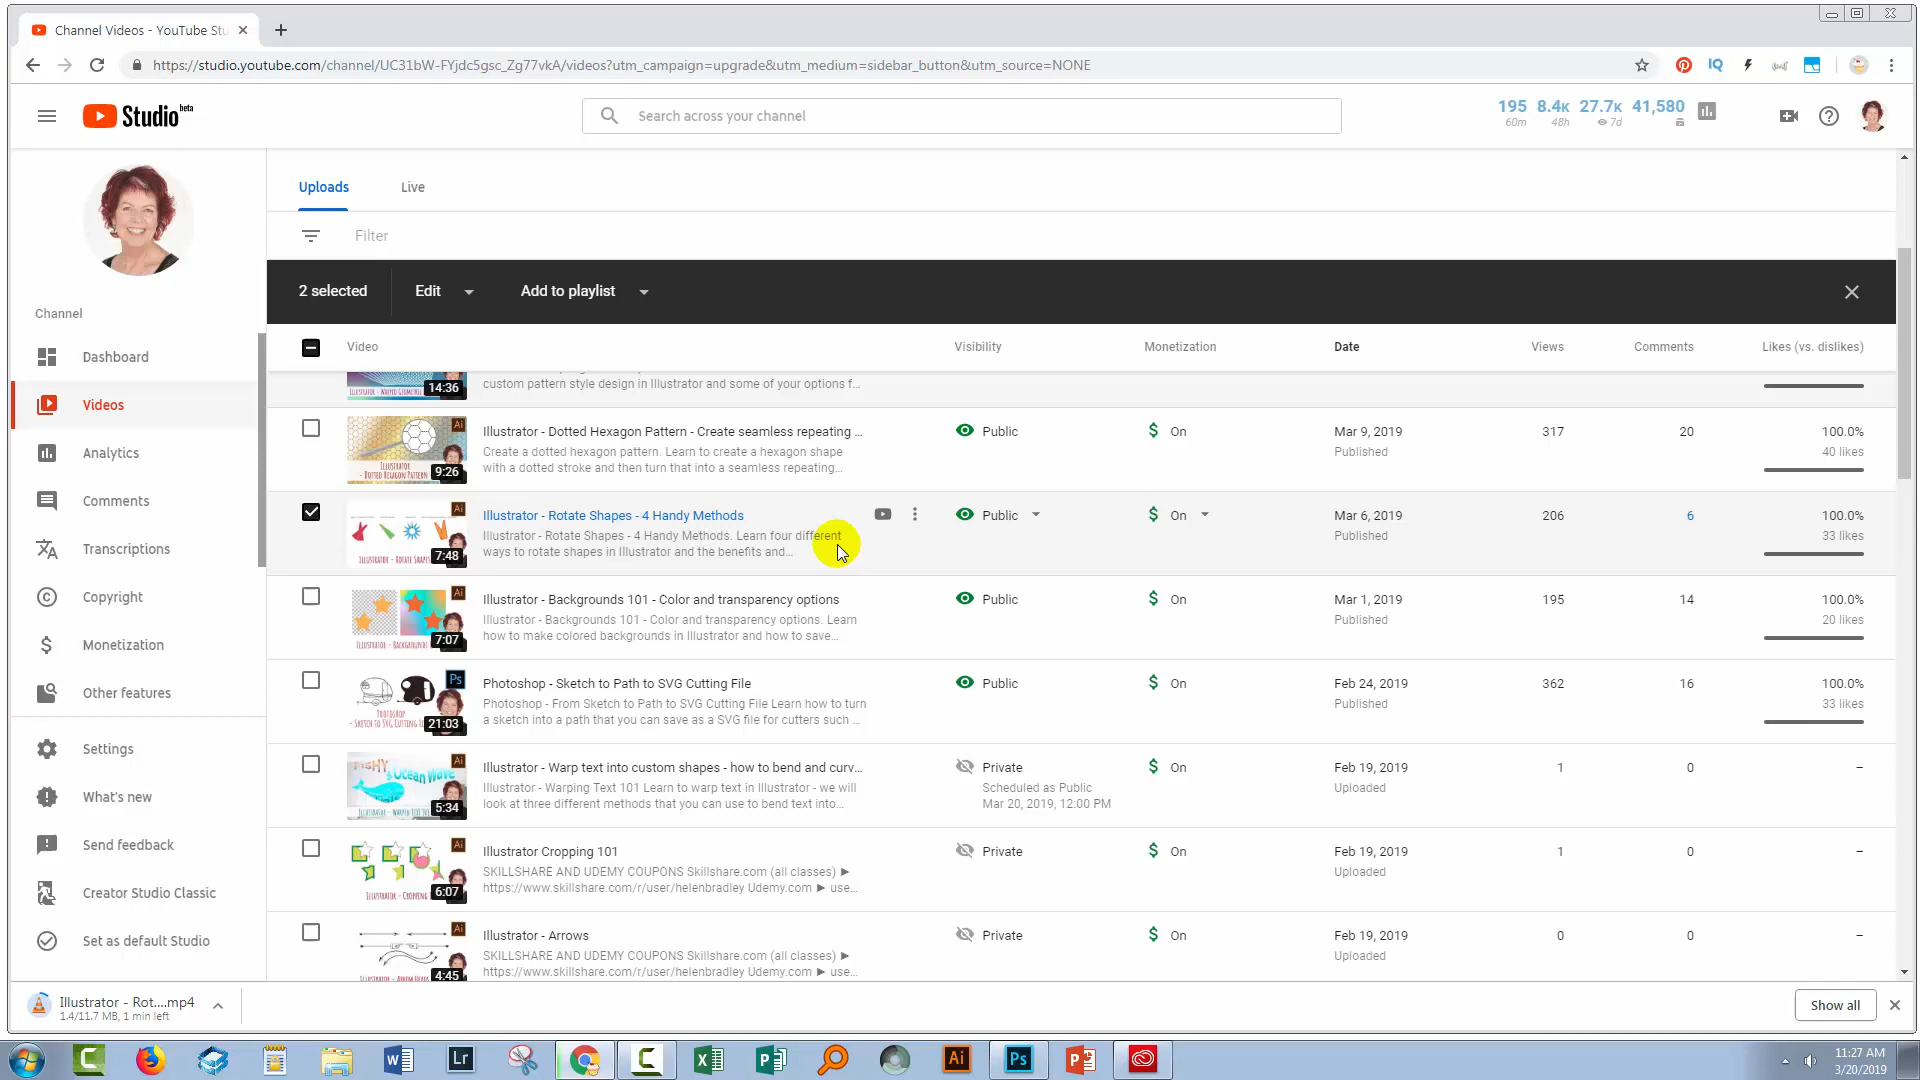 Channel Videos - YouTube Stu
https://studio.youtube.com/channel/UC31bW-FYjdc5gsc_Zg77vkA/videos?utm_campaign=upgrade&utm_medium=sidebar_button&utm_source=NONE
IQ
Studio beta
Search across your channel
195 8.4K 27.7K 41,580
60m 48h 7d
Uploads Live
Filter
2 selected Edit Add to playlist
Channel
Dashboard
Videos
Analytics
Comments
Transcriptions
Copyright
Monetization
Other features
Settings
What's new
Send feedback
Creator Studio Classic
Set as default Studio
Video Visibility Monetization Date Views Comments Likes (vs. dislikes)
14:36 custom pattern style design in Illustrator and some of your options f...
Illustrator - Dotted Hexagon Pattern - Create seamless repeating ... Public $ On Mar 9, 2019 317 20 100.0%
Create a dotted hexagon pattern. Learn to create a hexagon shape Published 40 likes
9:26 with a dotted stroke and then turn that into a seamless repeating...
Illustrator - Rotate Shapes - 4 Handy Methods Public $ On Mar 6, 2019 206 6 100.0%
Illustrator - Rotate Shapes - 4 Handy Methods. Learn four different Published 33 likes
7:48 ways to rotate shapes in Illustrator and the benefits and...
Illustrator - Backgrounds 101 - Color and transparency options Public $ On Mar 1, 2019 195 14 100.0%
Illustrator - Backgrounds 101 - Color and transparency options. Learn Published 20 likes
7:07 how to make colored backgrounds in Illustrator and how to save...
Photoshop - Sketch to Path to SVG Cutting File Public $ On Feb 24, 2019 362 16 100.0%
Photoshop - From Sketch to Path to SVG Cutting File Learn how to turn Published 33 likes
21:03 a sketch into a path that you can save as a SVG file for cutters such ...
Illustrator - Warp text into custom shapes - how to bend and curv... Private $ On Feb 19, 2019 1 0 –
Illustrator - Warping Text 101 Learn to warp text in Illustrator - we will Scheduled as Public Uploaded
5:34 look at three different methods that you can use to bend text into... Mar 20, 2019, 12:00 PM
Illustrator Cropping 101 Private $ On Feb 19, 2019 1 0 –
SKILLSHARE AND UDEMY COUPONS Skillshare.com (all classes) ► Uploaded
6:07 https://www.skillshare.com/r/user/helenbradley Udemy.com ► use...
Illustrator - Arrows Private $ On Feb 19, 2019 0 0 –
SKILLSHARE AND UDEMY COUPONS Skillshare.com (all classes) ► Uploaded
4:45 https://www.skillshare.com/r/user/helenbradley Udemy.com ► use...
Illustrator - Rot....mp4
1.4/11.7 MB, 1 min left
Show all
11:27 AM
3/20/2019